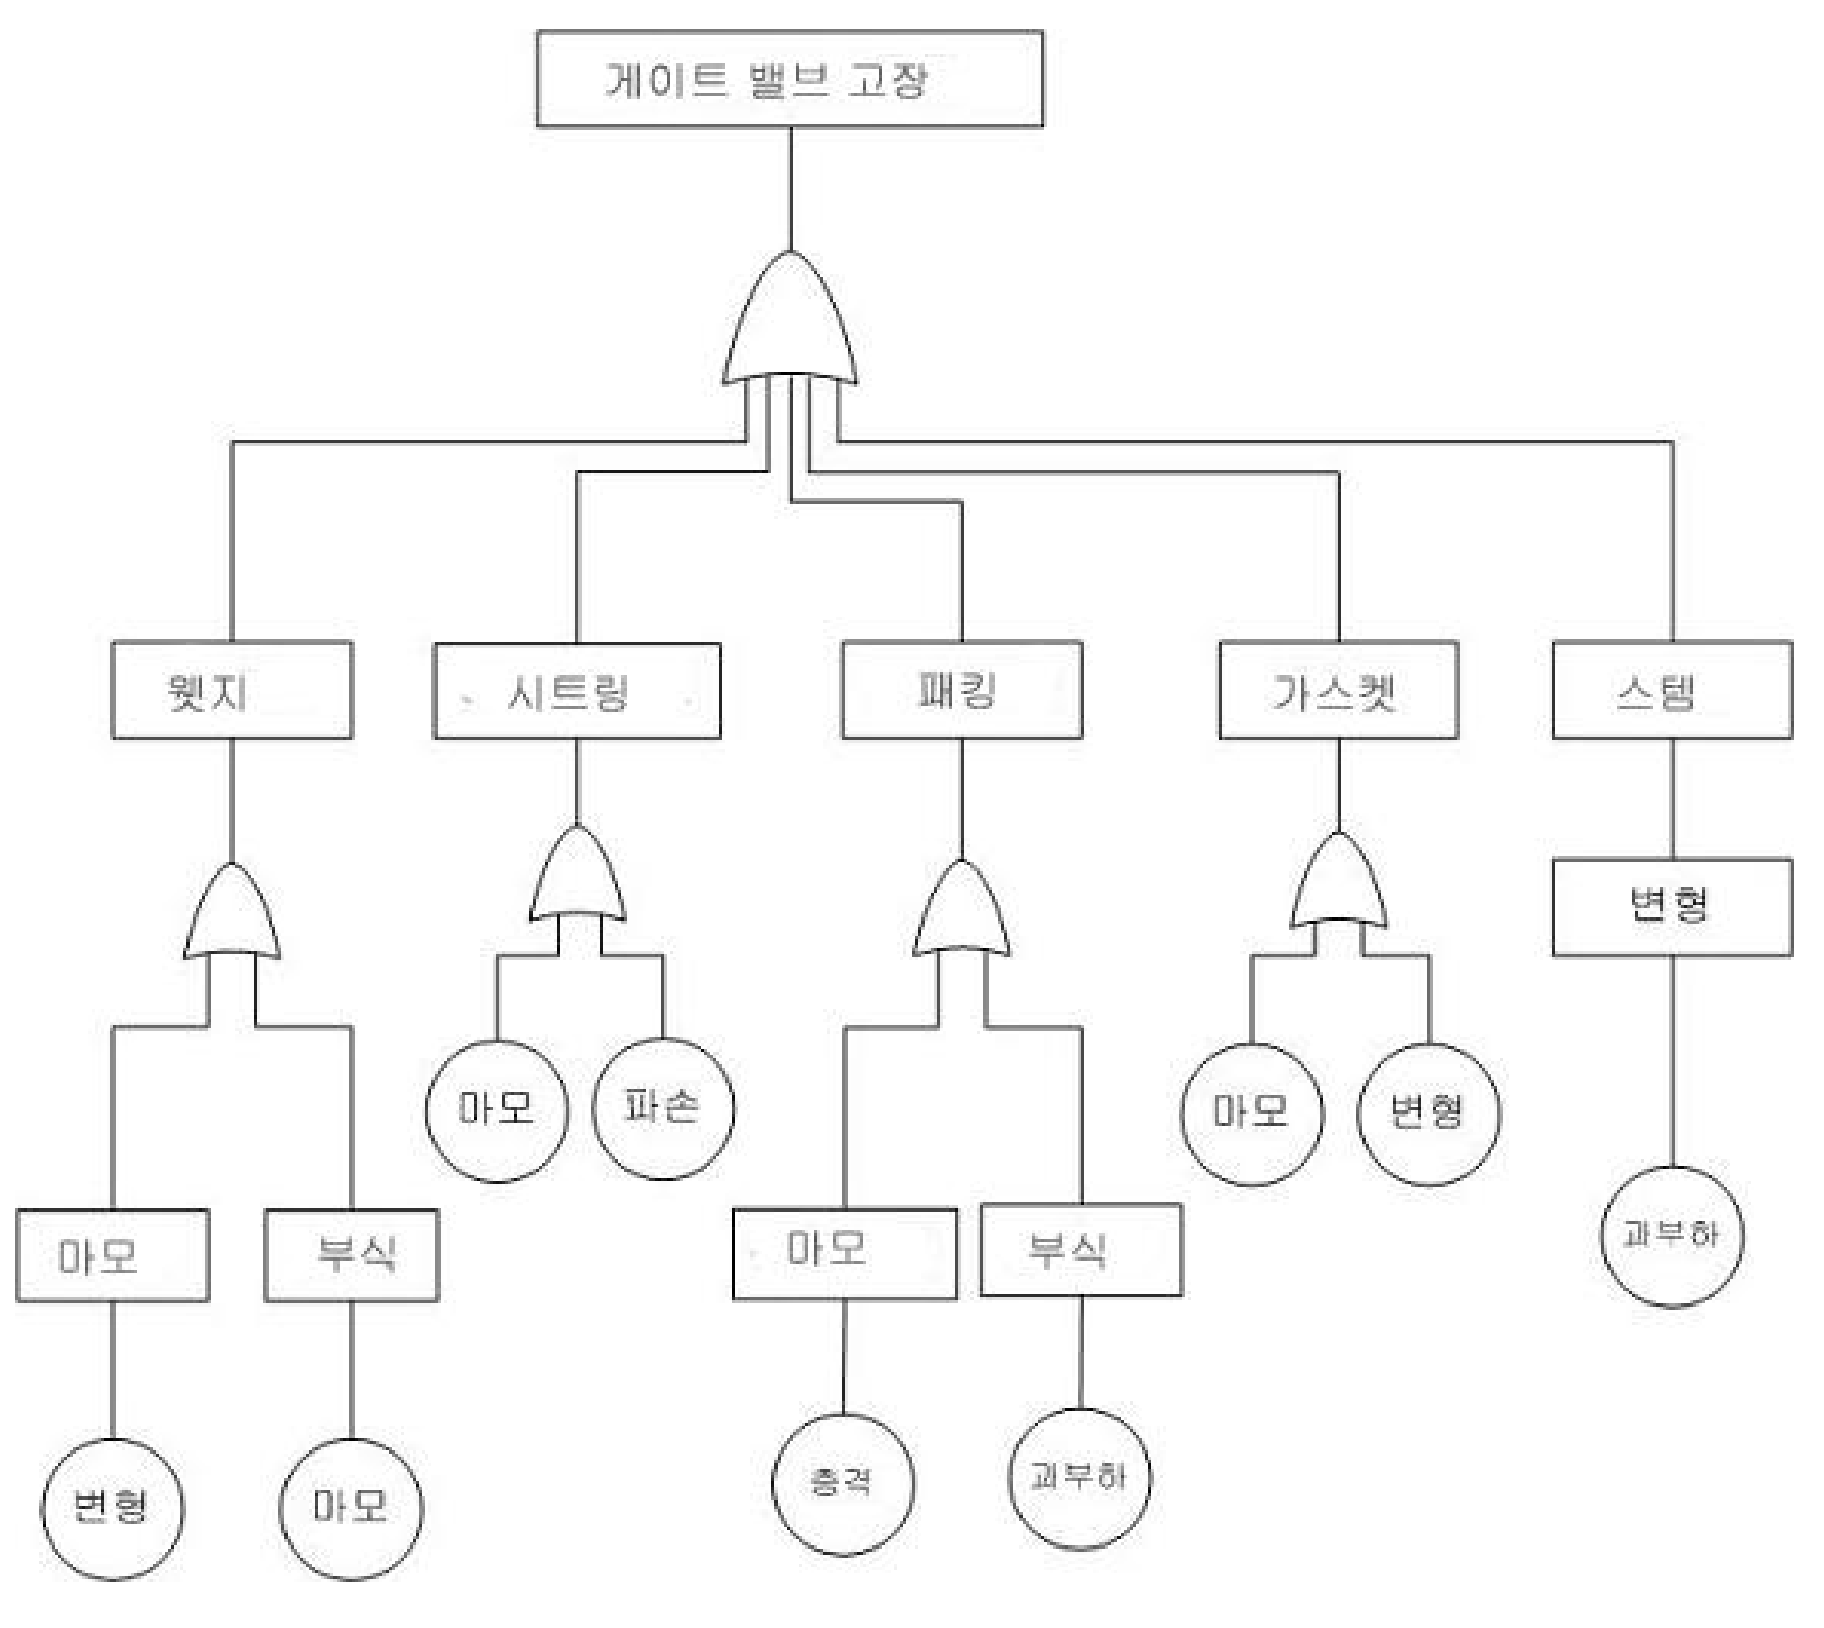 게이트 밸브 고장
웻지
시트링
패킹
가스켓
스템
변형
마모
파손
마모
변형
마모
부식
마모
부식
과부하
변형
마모
충격
과부하